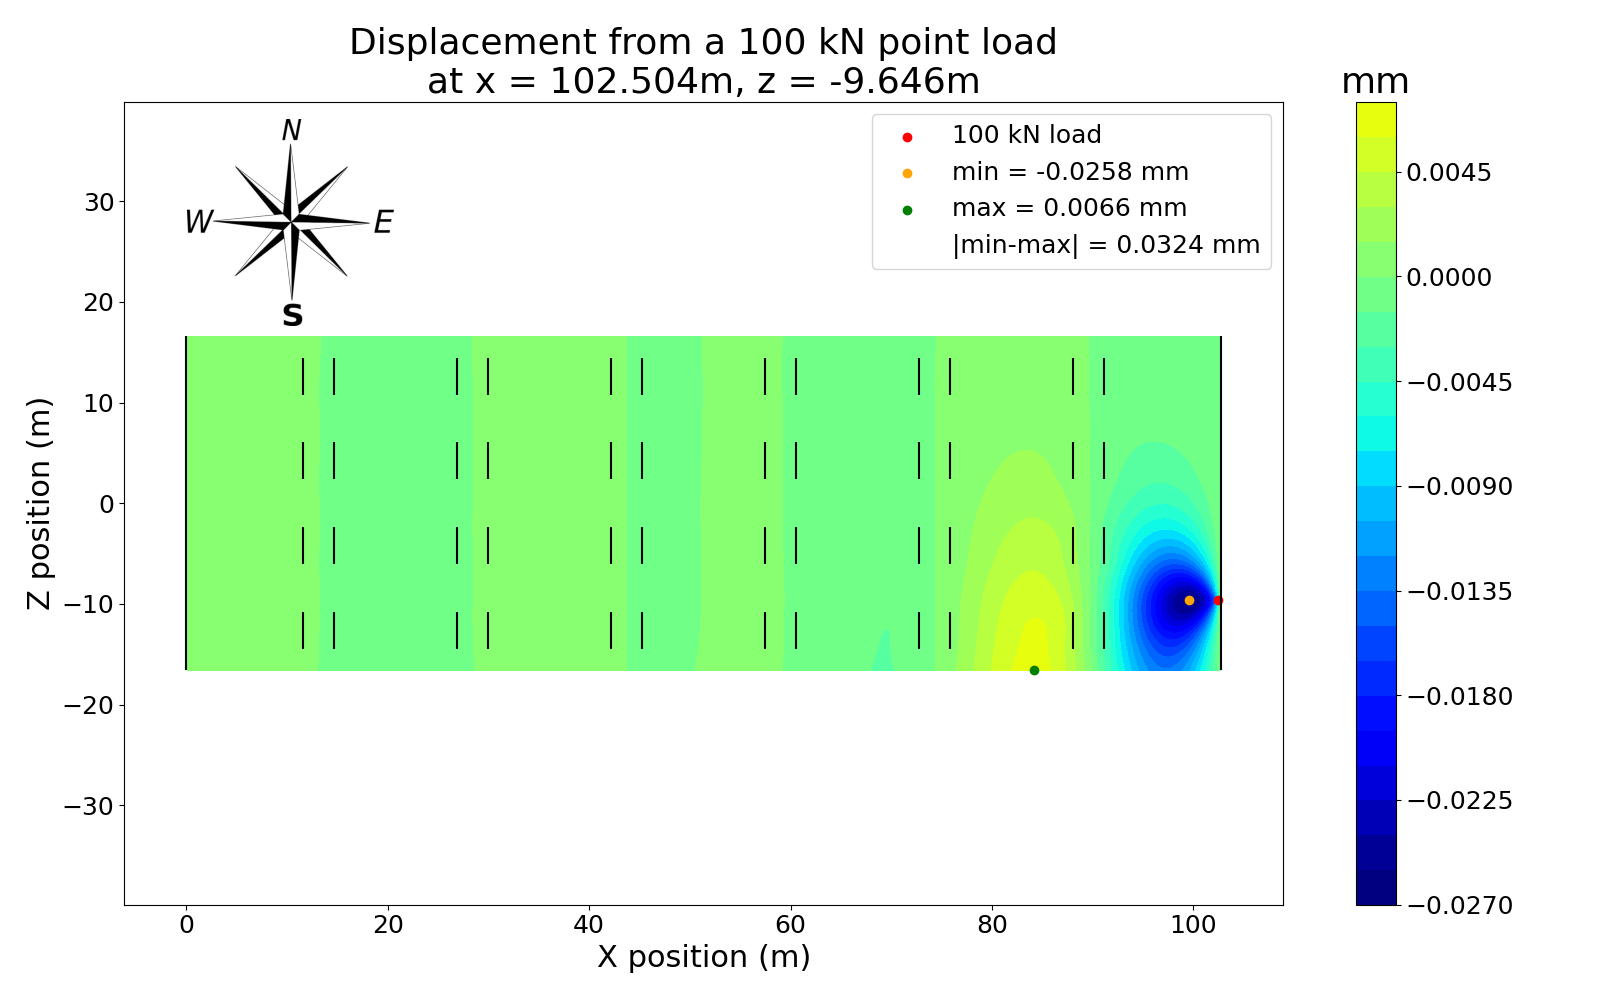 Displacement from a 100 kN point load
at x = 102.504m, z = -9.646m
mm
N
W
E
S
100 kN load
min = -0.0258 mm
max = 0.0066 mm
|min-max| = 0.0324 mm
30
20
10
0
−10
−20
−30
Z position (m)
0
20
40
60
80
100
X position (m)
0.0045
0.0000
−0.0045
−0.0090
−0.0135
−0.0180
−0.0225
−0.0270